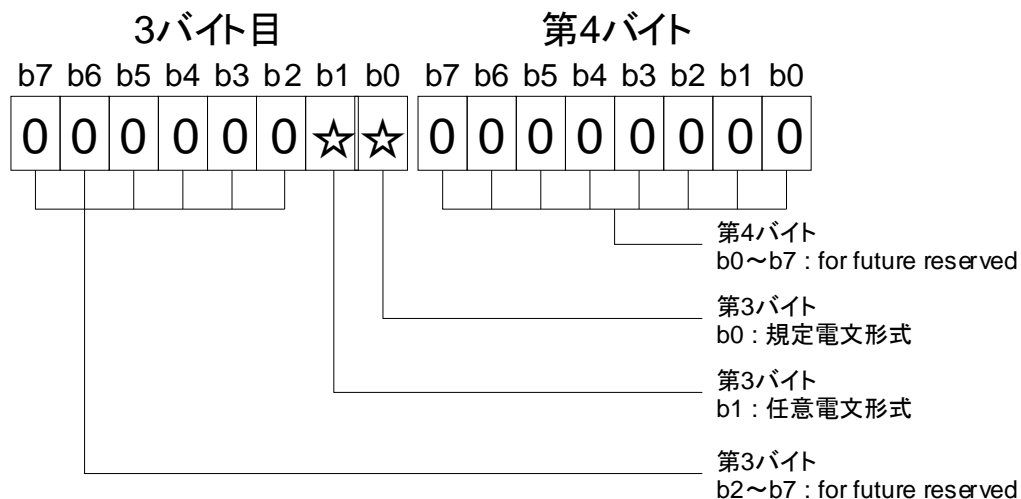 3バイト目 第4バイト
b7 b6 b5 b4 b3 b2 b1 b0 b7 b6 b5 b4 b3 b2 b1 b0
0 0 0 0 0 0 ☆ ☆ 0 0 0 0 0 0 0 0
第4バイト
b0～b7 : for future reserved
第3バイト
b0 : 規定電文形式
第3バイト
b1 : 任意電文形式
第3バイト
b2～b7 : for future reserved